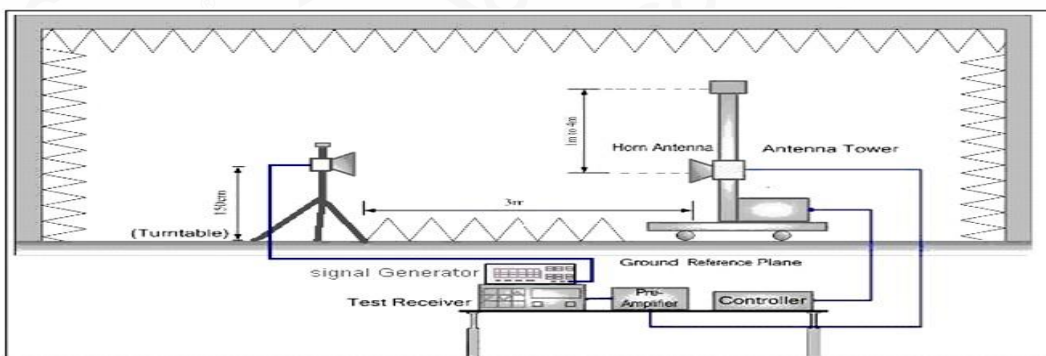 1m to 4m
Horn Antenna
Antenna Tower
150cm
3m
(Turntable)
Ground Reference Plane
signal Generator
Test Receiver
Pre-
Amplifier
Controller